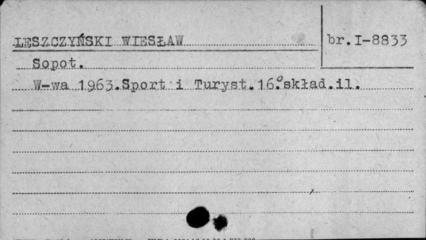 LESZCZYŃSKI WIESŁAW
br.I-8833
Sopot.
W-wa 1963.Sport i Turyst.16°.skład.il.